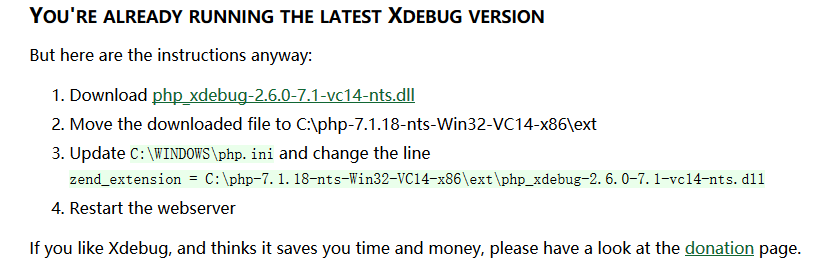 YOU'RE ALREADY RUNNING THE LATEST XDEBUG VERSION
But here are the instructions anyway:
1. Download php_xdebug-2.6.0-7.1-vc14-nts.dll
2. Move the downloaded file to C:\php-7.1.18-nts-Win32-VC14-x86\ext
3. Update C:\WINDOWS\php.ini and change the line
zend_extension = C:\php-7.1.18-nts-Win32-VC14-x86\ext\php_xdebug-2.6.0-7.1-vc14-nts.dll
4. Restart the webserver
If you like Xdebug, and thinks it saves you time and money, please have a look at the donation page.